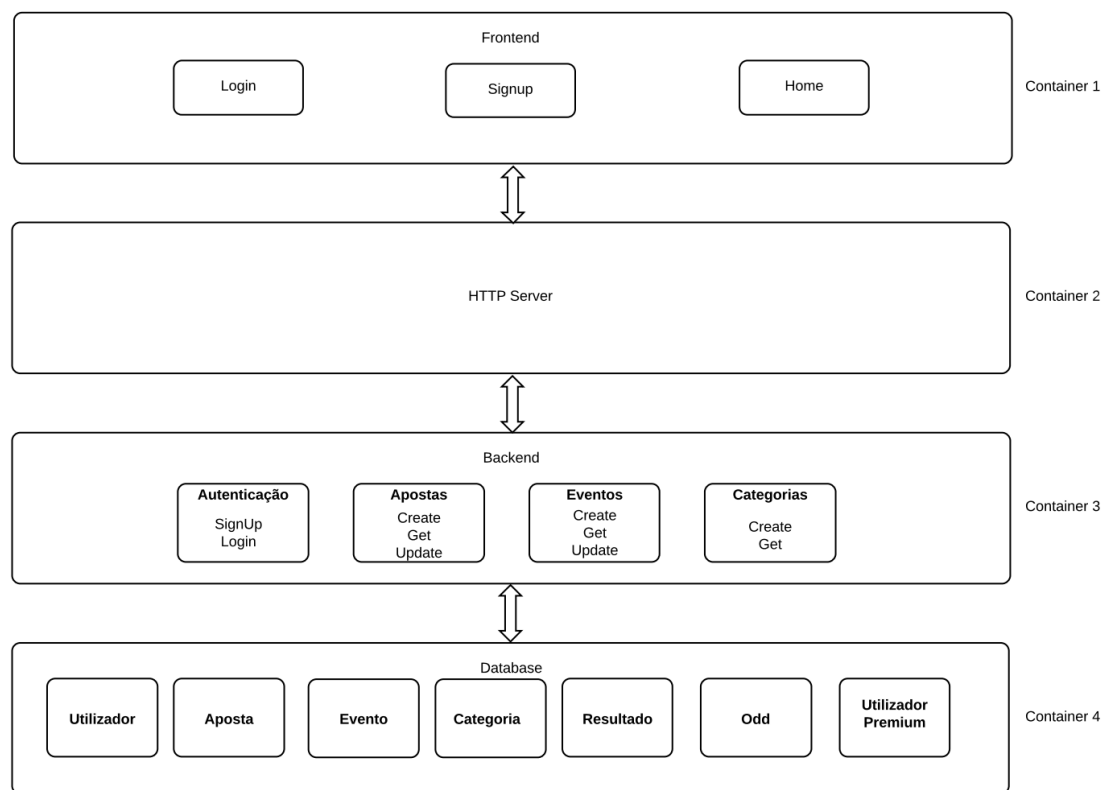 Frontend
Login
Signup
Home
Container 1
HTTP Server
Container 2
Backend
Autenticação
SignUp
Login
Apostas
Create
Get
Update
Eventos
Create
Get
Update
Categorias
Create
Get
Container 3
Database
Utilizador
Aposta
Evento
Categoria
Resultado
Odd
Utilizador
Premium
Container 4